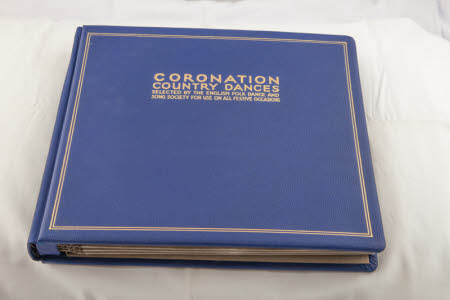 CORONATION
COUNTRY DANCES
SELECTED BY THE ENGLISH FOLK DANCE AND
SONG SOCIETY FOR USE ON ALL FESTIVE OCCASIONS